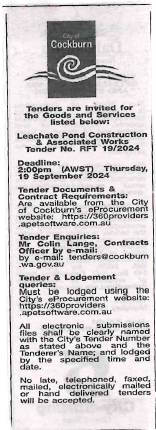 City of
Cockburn
Tenders are invited for
the Goods and Services
listed below:
Leachate Pond Construction
& Associated Works
Tender No. RFT 19/2024
Deadline:
2:00pm (AWST) Thursday,
19 September 2024
Tender Documents &
Contract Requirements:
Are available from the City
of Cockburn's eProcurement
website: https://360providers
.apetsoftware.com.au
Tender Enquiries:
Mr Colin Lange, Contracts
Officer by e-mail:
by e-mail: tenders@cockburn
.wa.gov.au
Tender & Lodgement
queries:
Must be lodged using the
City's eProcurement website:
https://360providers
.apetsoftware.com.au
All electronic submissions
files shall be clearly named
with the City's Tender Number
as stated above and the
Tenderer's Name; and lodged
by the specified time and
date.
No late, telephoned, faxed,
mailed, electronically mailed
or hand delivered tenders
will be accepted.